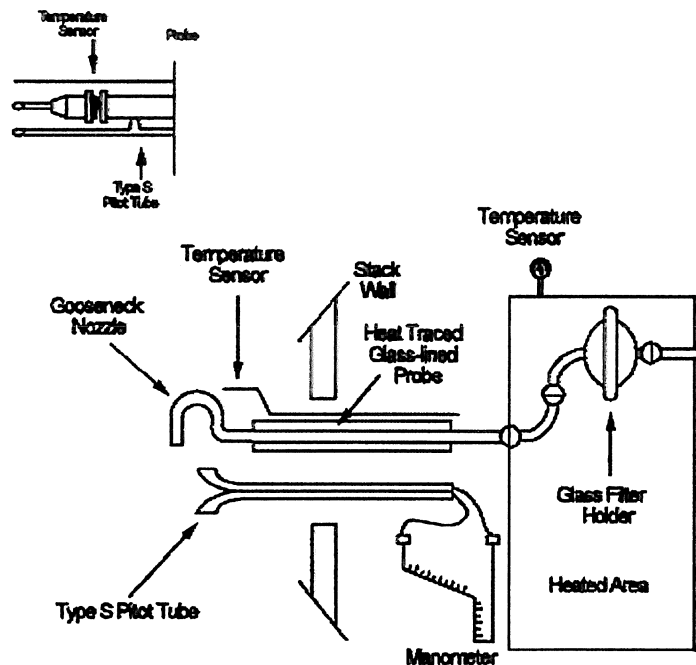 Temperature
Sensor
Probe
Type S
Pitot Tube
Temperature
Sensor
Temperature
Sensor
Stack
Wall
Gooseneck
Nozzle
Heat Traced
Glass-lined
Probe
Glass Filter
Holder
Type S Pitot Tube
Heated Area
Manometer